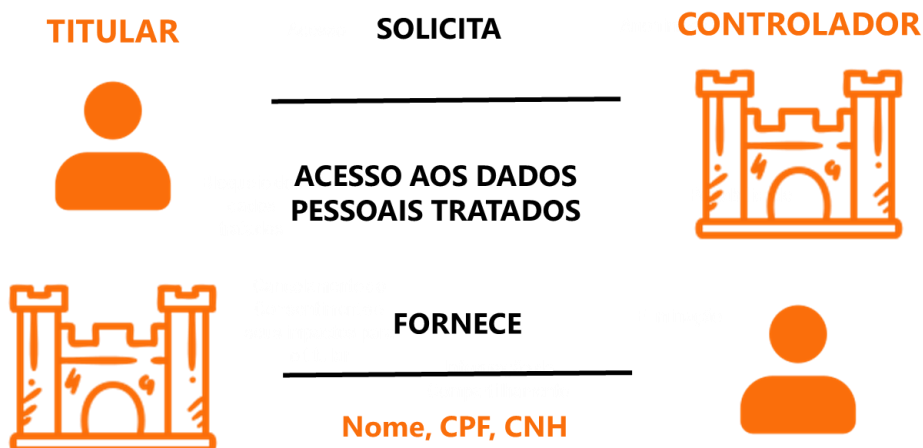 TITULAR
SOLICITA
CONTROLADOR
ACESSO AOS DADOS
PESSOAIS TRATADOS
FORNECE
Nome, CPF, CNH